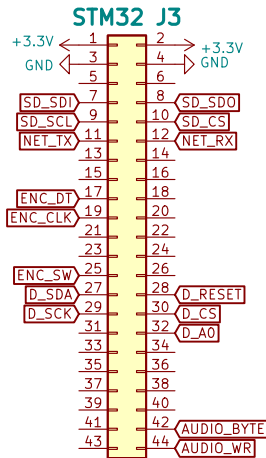 STM32 J3
+3.3V 1 2 +3.3V
GND 3 4 GND
5 6
SD_SDI 7 8 SD_SDO
SD_SCL 9 10 SD_CS
NET_TX 11 12 NET_RX
13 14
15 16
ENC_DT 17 18
ENC_CLK 19 20
21 22
23 24
ENC_SW 25 26
D_SDA 27 28 D_RESET
D_SCK 29 30 D_CS
31 32 D_A0
33 34
35 36
37 38
39 40
41 42 AUDIO_BYTE
43 44 AUDIO_WR